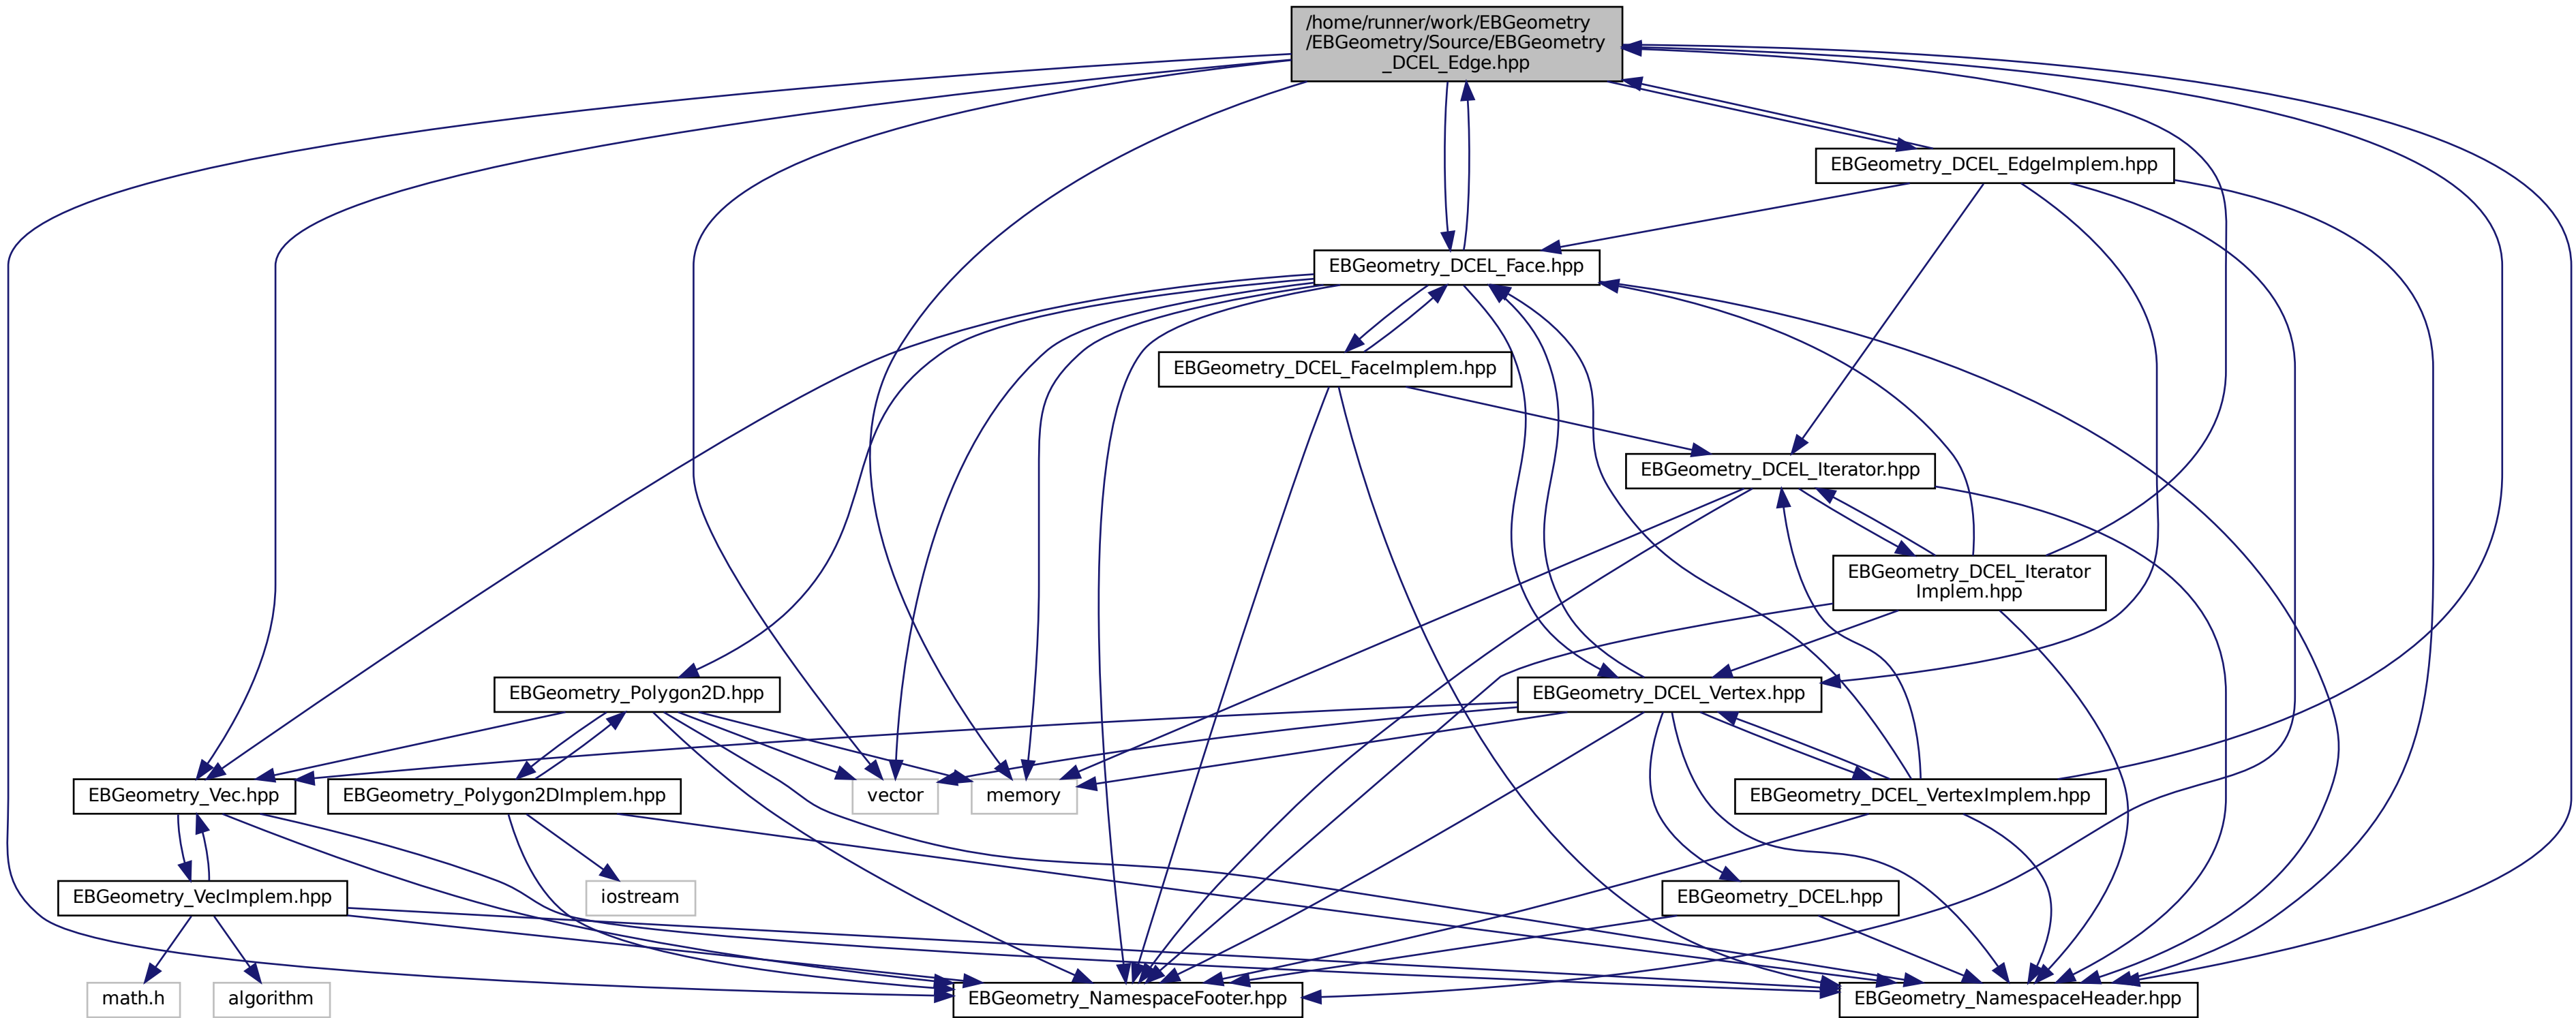 /home/runner/work/EBGeometry
/EBGeometry/Source/EBGeometry
_DCEL_Edge.hpp
EBGeometry_DCEL_EdgeImplem.hpp
EBGeometry_DCEL_Face.hpp
EBGeometry_DCEL_FaceImplem.hpp
EBGeometry_DCEL_Iterator.hpp
EBGeometry_DCEL_Iterator
Implem.hpp
EBGeometry_Polygon2D.hpp
EBGeometry_DCEL_Vertex.hpp
EBGeometry_Vec.hpp
EBGeometry_Polygon2DImplem.hpp
vector
memory
EBGeometry_DCEL_VertexImplem.hpp
EBGeometry_VecImplem.hpp
iostream
EBGeometry_DCEL.hpp
math.h
algorithm
EBGeometry_NamespaceFooter.hpp
EBGeometry_NamespaceHeader.hpp